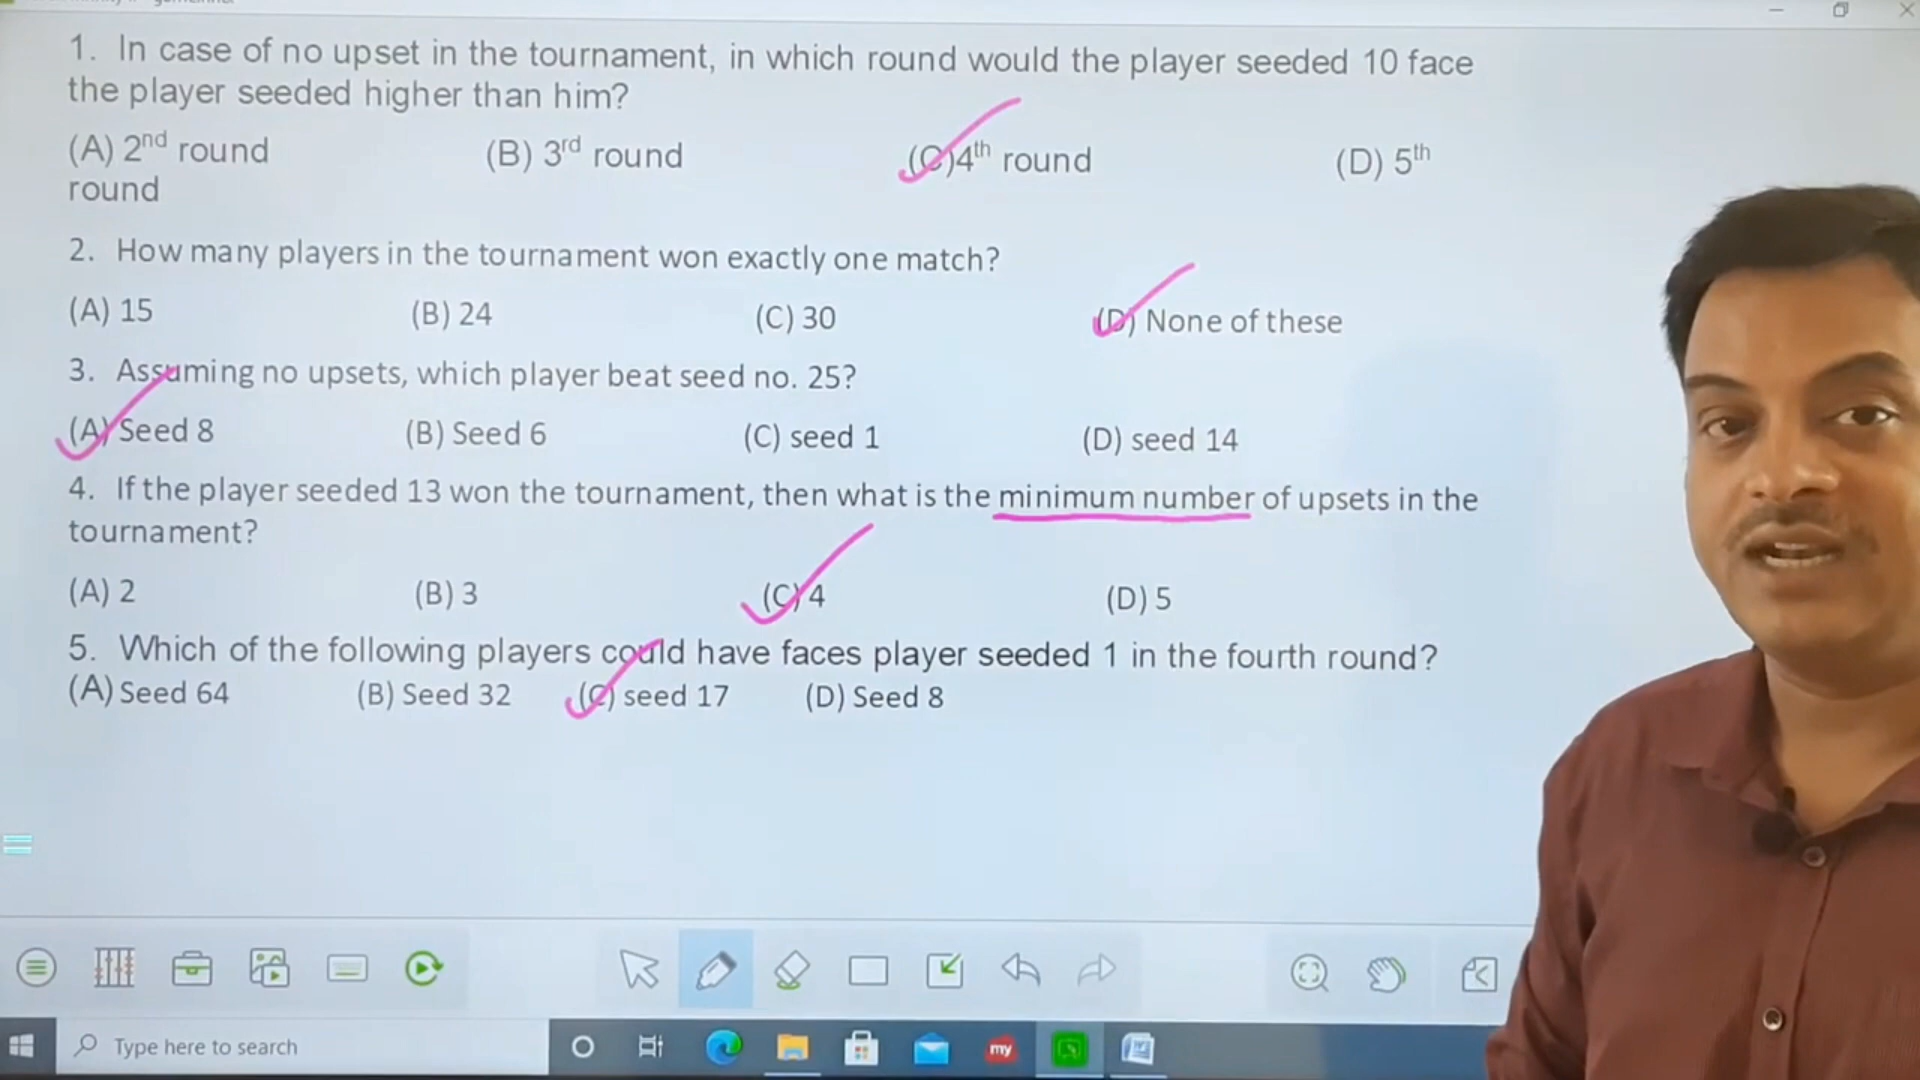 1. In case of no upset in the tournament, in which round would the player seeded 10 face
the player seeded higher than him?
(A) 2nd round (B) 3rd round (C) 4th round (D) 5th
round
2. How many players in the tournament won exactly one match?
(A) 15 (B) 24 (C) 30 (D) None of these
3. Assuming no upsets, which player beat seed no. 25?
(A) Seed 8 (B) Seed 6 (C) seed 1 (D) seed 14
4. If the player seeded 13 won the tournament, then what is the minimum number of upsets in the
tournament?
(A) 2 (B) 3 (C) 4 (D) 5
5. Which of the following players could have faces player seeded 1 in the fourth round?
(A) Seed 64 (B) Seed 32 (C) seed 17 (D) Seed 8
Type here to search
my